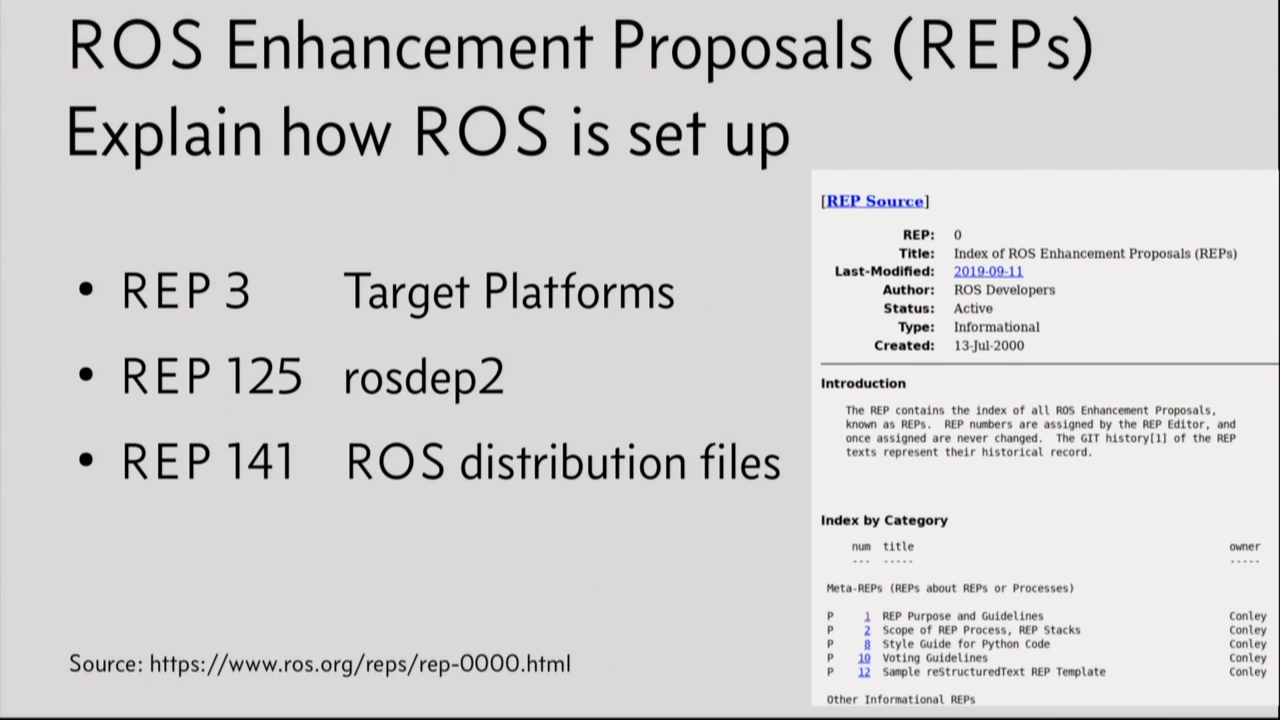 ROS Enhancement Proposals (REPs)
Explain how ROS is set up
• REP 3 Target Platforms
• REP 125 rosdep2
• REP 141 ROS distribution files
Source: https://www.ros.org/reps/rep-0000.html
[REP Source]
REP: 0
Title: Index of ROS Enhancement Proposals (REPs)
Last-Modified: 2019-09-11
Author: ROS Developers
Status: Active
Type: Informational
Created: 13-Jul-2000
Introduction
The REP contains the index of all ROS Enhancement Proposals,
known as REPs. REP numbers are assigned by the REP Editor, and
once assigned are never changed. The GIT history[1] of the REP
texts represent their historical record.
Index by Category
num title owner
--- ----- -----
Meta-REPs (REPs about REPs or Processes)
P 1 REP Purpose and Guidelines Conley
P 2 Scope of REP Process, REP Stacks Conley
P 8 Style Guide for Python Code Conley
P 10 Voting Guidelines Conley
P 12 Sample reStructuredText REP Template Conley
Other Informational REPs